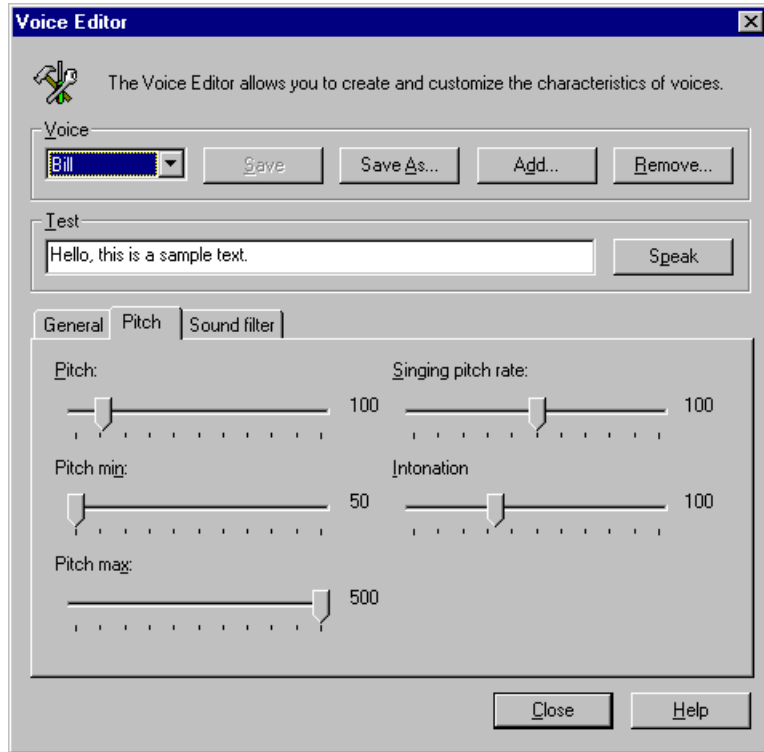 Voice Editor
The Voice Editor allows you to create and customize the characteristics of voices.
Voice
Bill Save Save As... Add... Remove...
Test
Hello, this is a sample text. Speak
General Pitch Sound filter
Pitch: Singing pitch rate:
100 100
Pitch min: Intonation
50 100
Pitch max:
500
Close Help